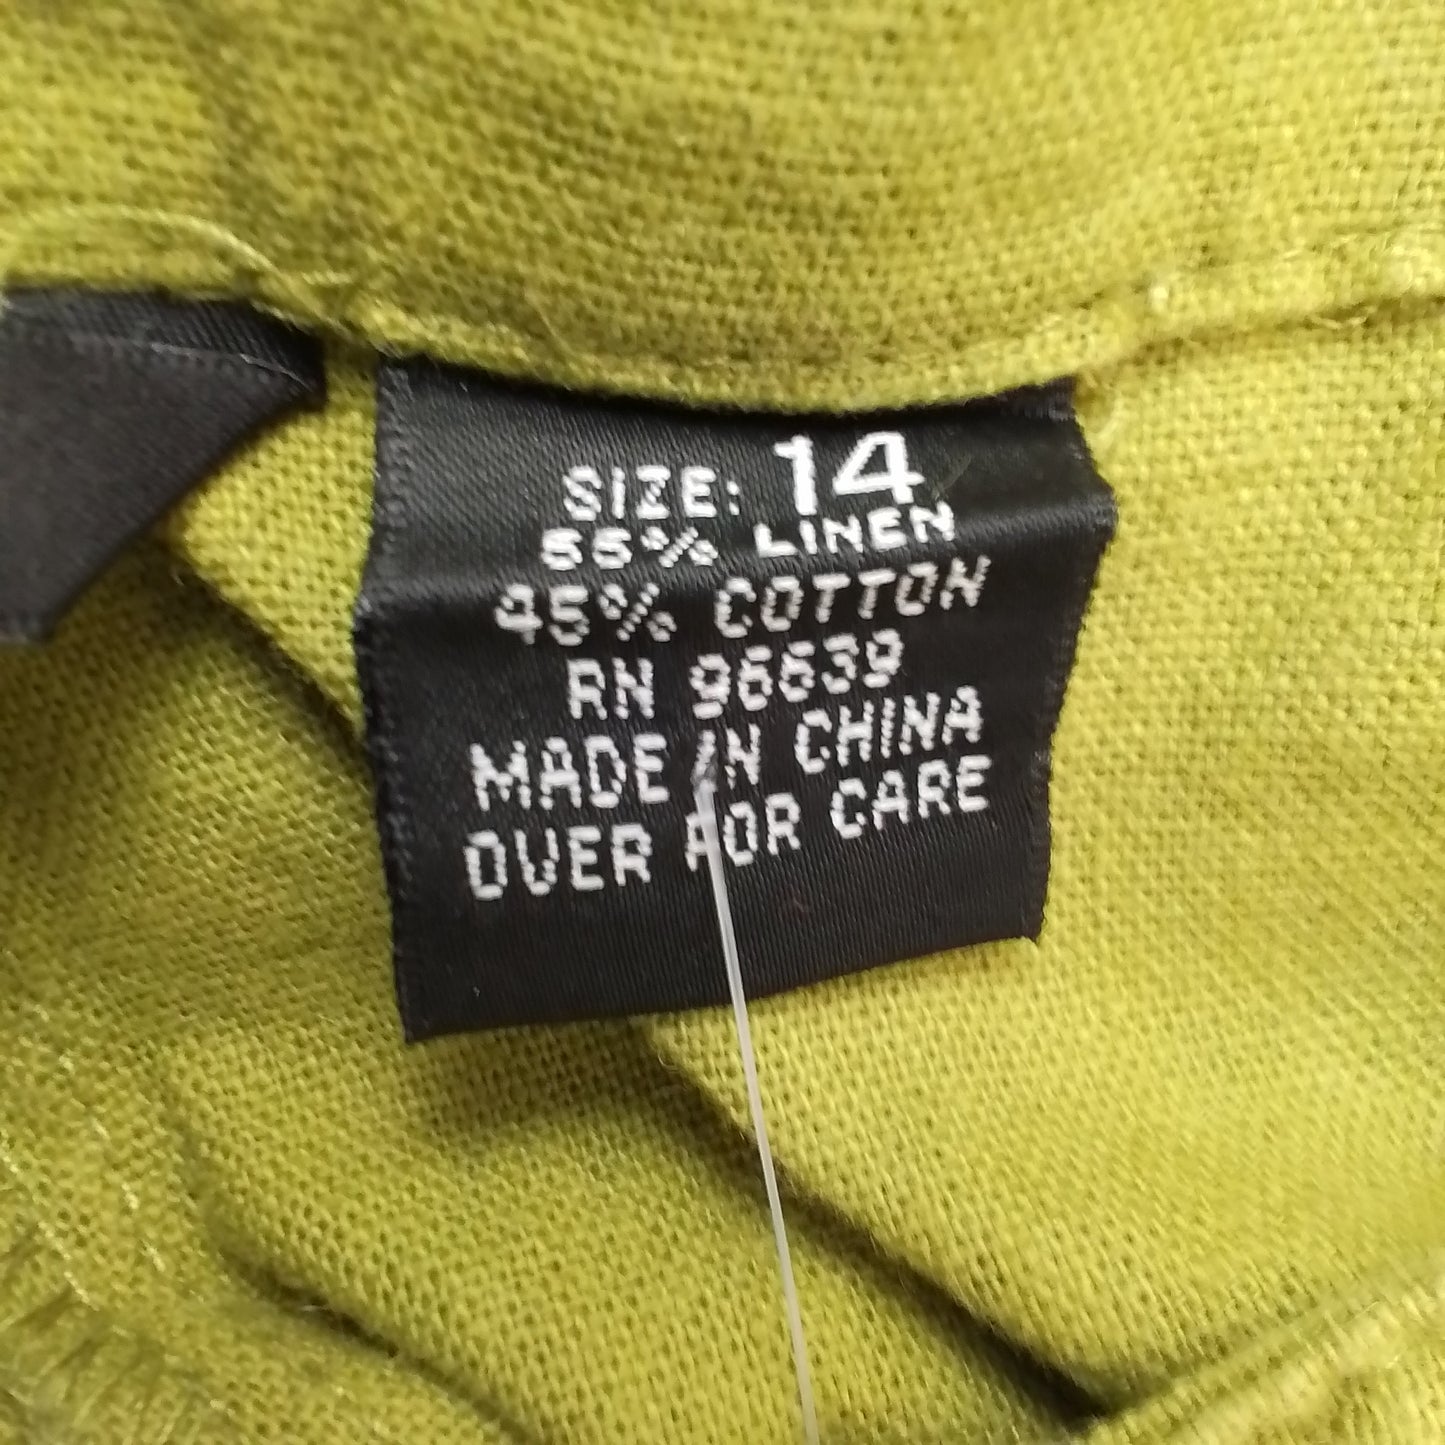 SIZE: 14
55% LINEN
45% COTTON
RN 96639
MADE IN CHINA
OVER FOR CARE